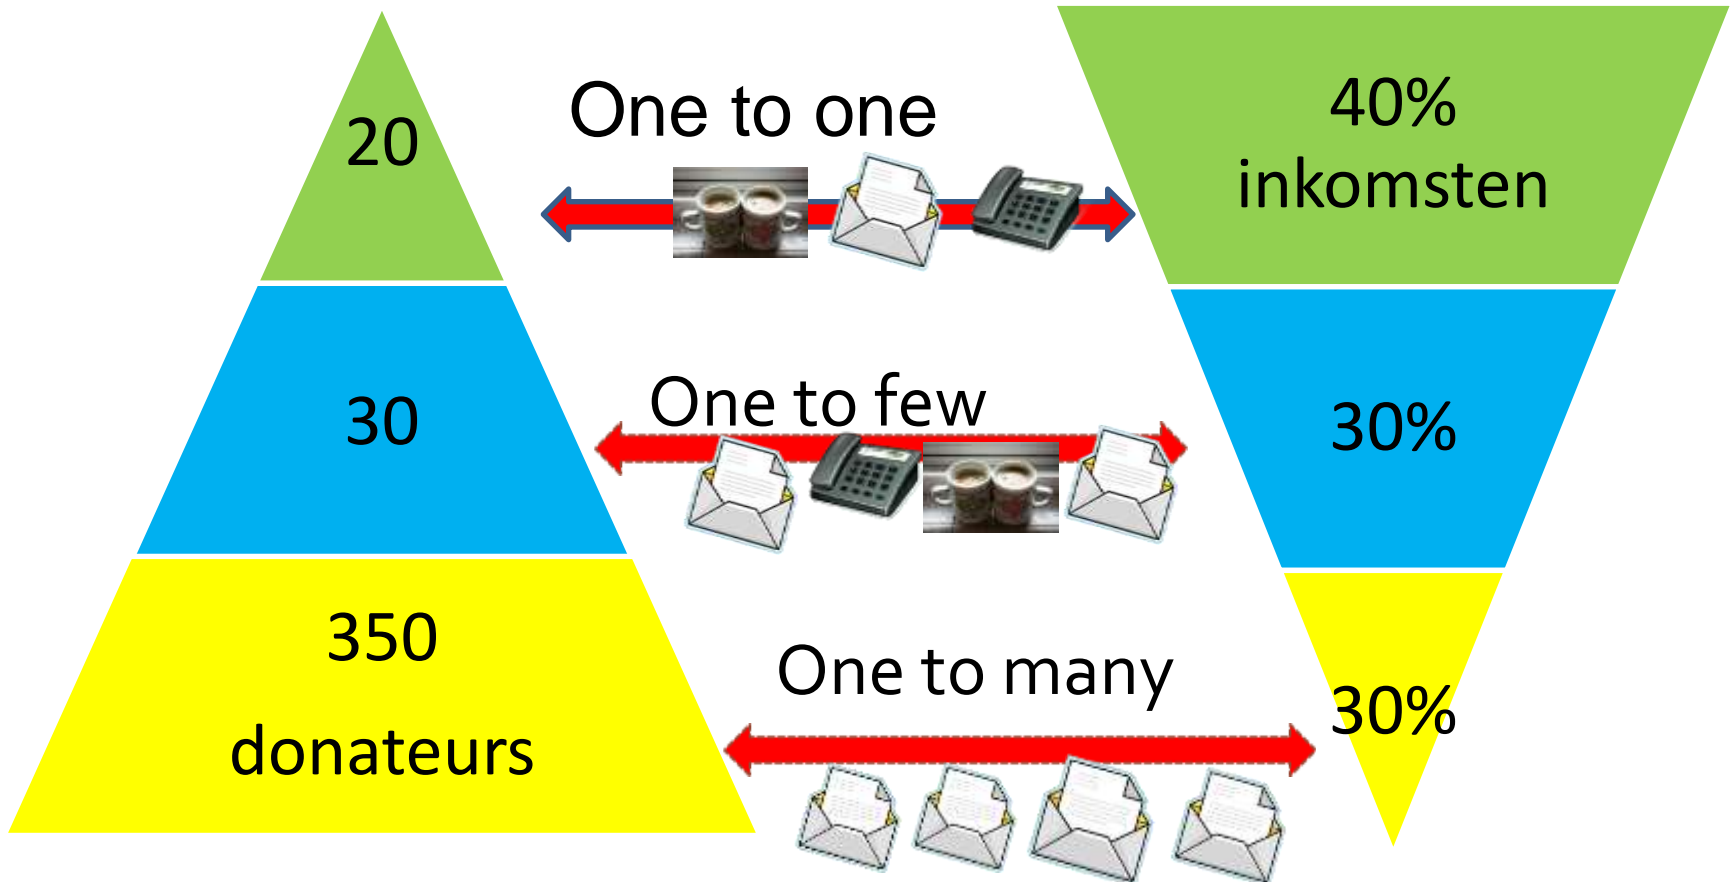 20
One to one
40%
inkomsten
30
One to few
30%
350
donateurs
One to many
30%